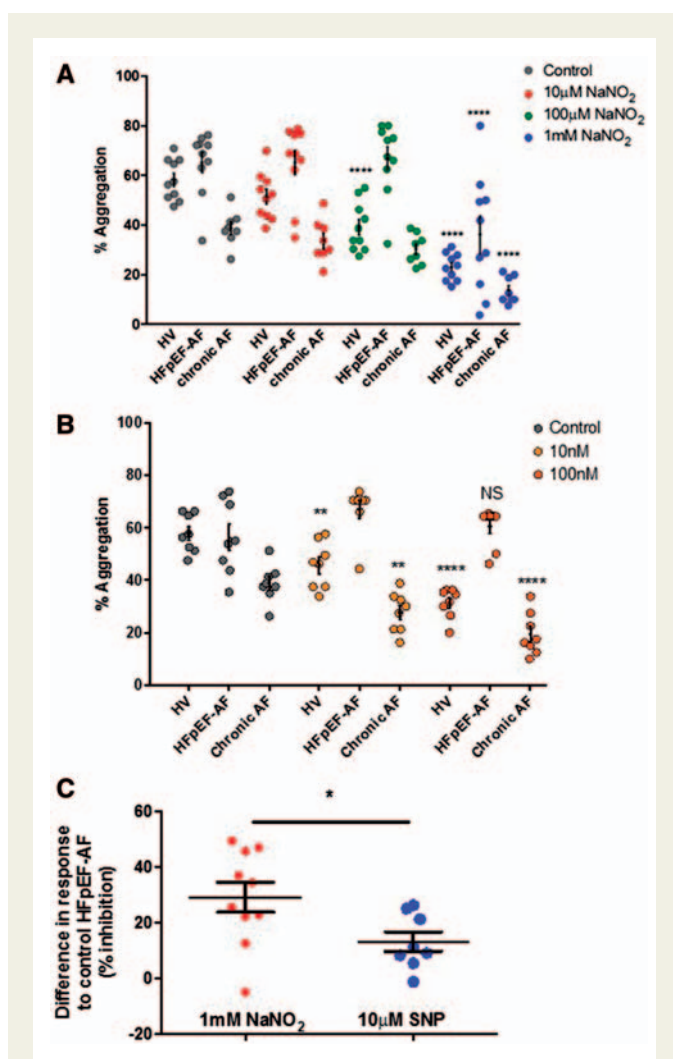 A
100
80
60
40
20
0
% Aggregation
Control
10μM NaNO₂
100μM NaNO₂
1mM NaNO₂
****
****
****
****
HV
HFpEF-AF
chronic AF
HV
HFpEF-AF
chronic AF
HV
HFpEF-AF
chronic AF
HV
HFpEF-AF
chronic AF
B
100
80
60
40
20
0
% Aggregation
Control
10nM
100nM
**
**
****
NS
****
HV
HFpEF-AF
Chronic AF
HV
HFpEF-AF
Chronic AF
HV
HFpEF-AF
Chronic AF
C
60
40
20
0
-20
Difference in response
to control HFpEF-AF
(% inhibition)
*
1mM NaNO₂
10μM SNP